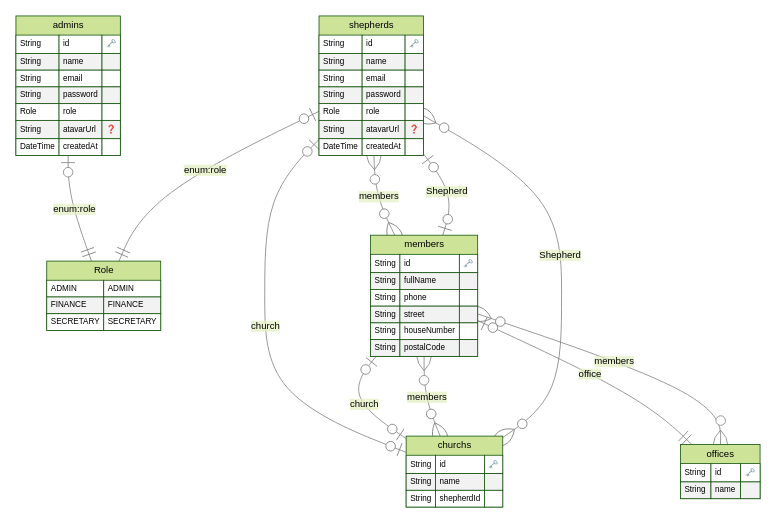 admins
String id 🗝️
String name
String email
String password
Role role
String atavarUrl ❓
DateTime createdAt
shepherds
String id 🗝️
String name
String email
String password
Role role
String atavarUrl ❓
DateTime createdAt
enum:role
members
Shepherd
enum:role
members
String id 🗝️
String fullName
String phone
String street
String houseNumber
String postalCode
Shepherd
Role
ADMIN ADMIN
FINANCE FINANCE
SECRETARY SECRETARY
church
members
office
church
members
churchs
String id 🗝️
String name
String shepherdId
offices
String id 🗝️
String name